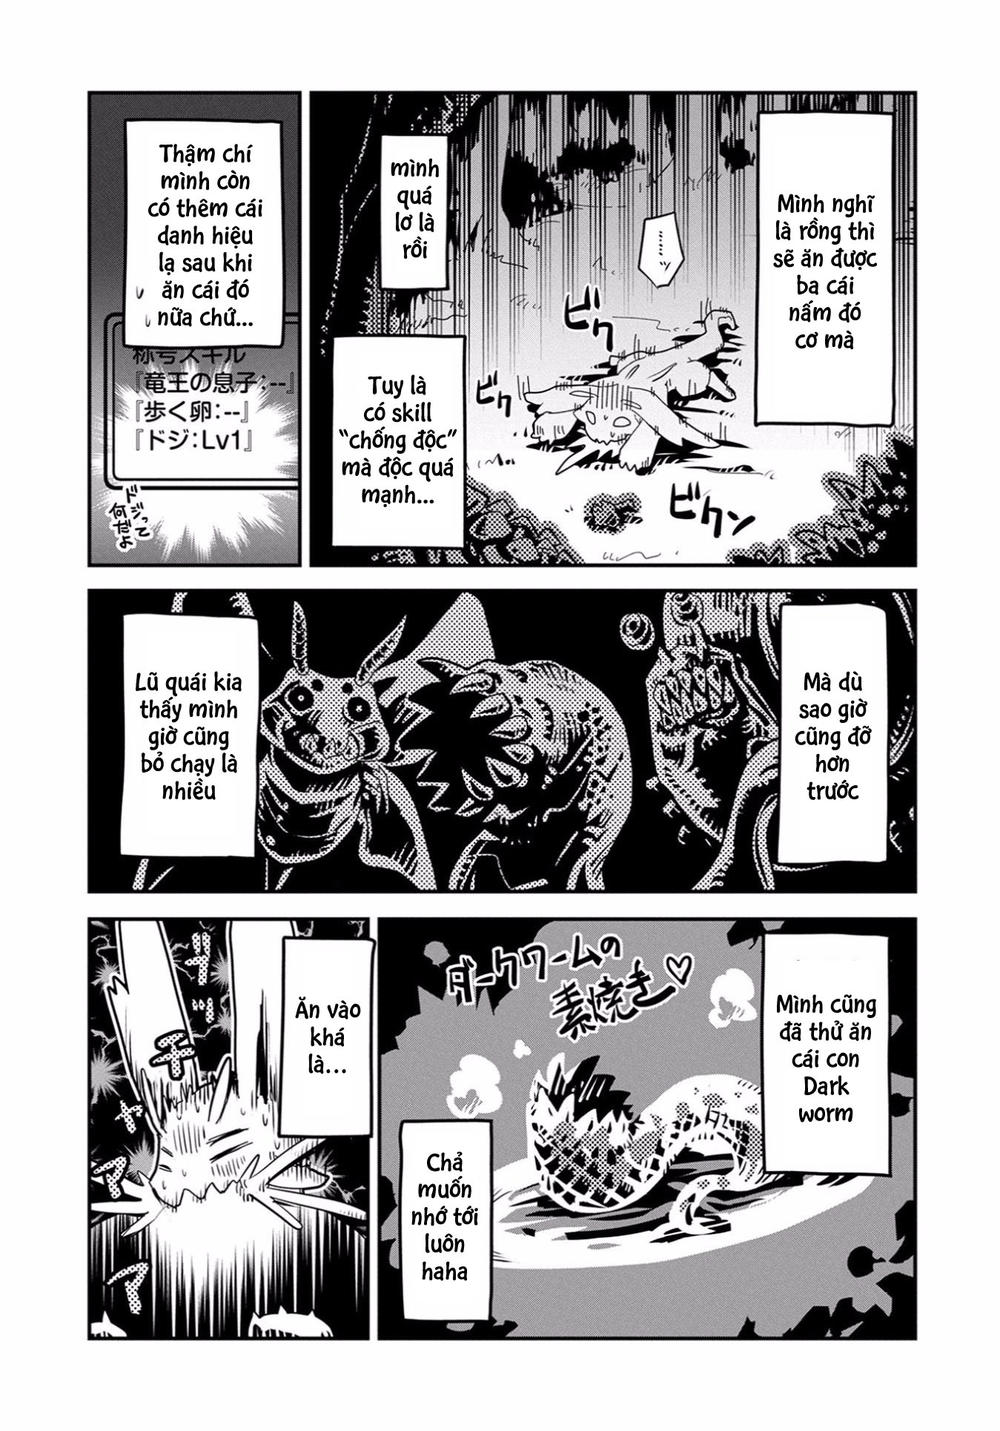 Mình nghĩ
là rồng thì
sẽ ăn được
ba cái
nấm đó
cơ mà
……ッ
ビク
ビクン
mình
quá
lơ là
rồi
Tuy là
có skill
“chống độc”
mà độc quá
mạnh...
Thậm chí
mình còn
có thêm cái
danh hiệu
lạ sau khi
ăn cái đó
nữa chứ...
称号スキル
『竜王の息子:--』
『歩く卵:--』
『ドジ:Lv1』
ドジって
何だよ
Mà dù
sao giờ
cũng đỡ
hơn
trước
Lũ quái kia
thấy mình
giờ cũng
bỏ chạy là
nhiều
ダークワームの
素焼き♡
Mình cũng
đã thử ăn
cái con
Dark
worm
Chả
muốn
nhớ tới
luôn
haha
Ăn vào
khá
là...